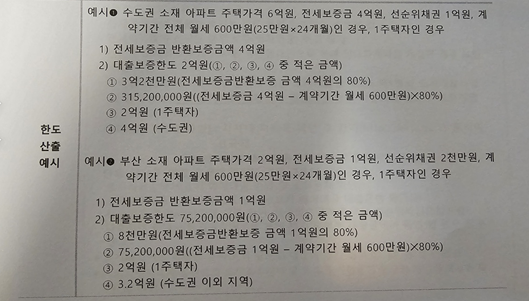 예시❶ 수도권 소재 아파트 주택가격 6억원, 전세보증금 4억원, 선순위채권 1억원, 계
약기간 전체 월세 600만원(25만원×24개월)인 경우, 1주택자인 경우
1) 전세보증금 반환보증금액 4억원
2) 대출보증한도 2억원(①, ②, ③, ④ 중 적은 금액)
① 3억2천만원(전세보증금반환보증 금액 4억원의 80%)
② 315,200,000원((전세보증금 4억원 – 계약기간 월세 600만원)×80%)
③ 2억원 (1주택자)
④ 4억원 (수도권)
한도
산출
예시
예시❷ 부산 소재 아파트 주택가격 2억원, 전세보증금 1억원, 선순위채권 2천만원, 계
약기간 전체 월세 600만원(25만원×24개월)인 경우, 1주택자인 경우
1) 전세보증금 반환보증금액 1억원
2) 대출보증한도 75,200,000원(①, ②, ③, ④ 중 적은 금액)
① 8천만원(전세보증금반환보증 금액 1억원의 80%)
② 75,200,000원((전세보증금 1억원 – 계약기간 월세 600만원)×80%)
③ 2억원 (1주택자)
④ 3.2억원 (수도권 이외 지역)